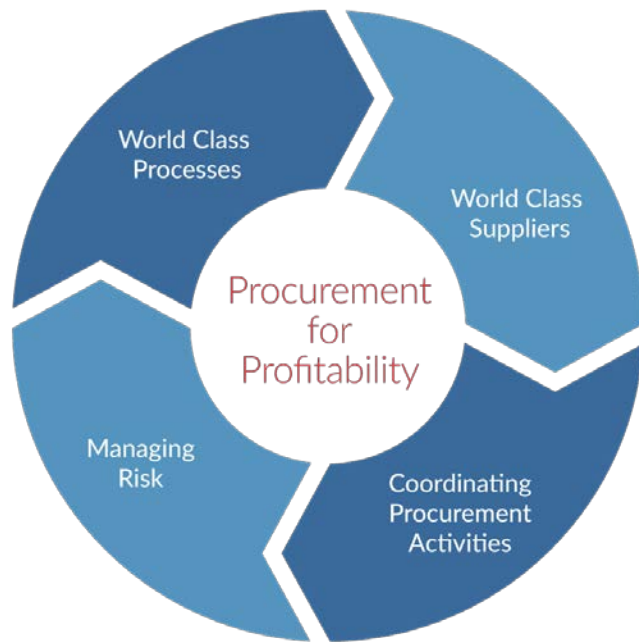 World Class
Processes
World Class
Suppliers
Procurement
for
Profitability
Managing
Risk
Coordinating
Procurement
Activities